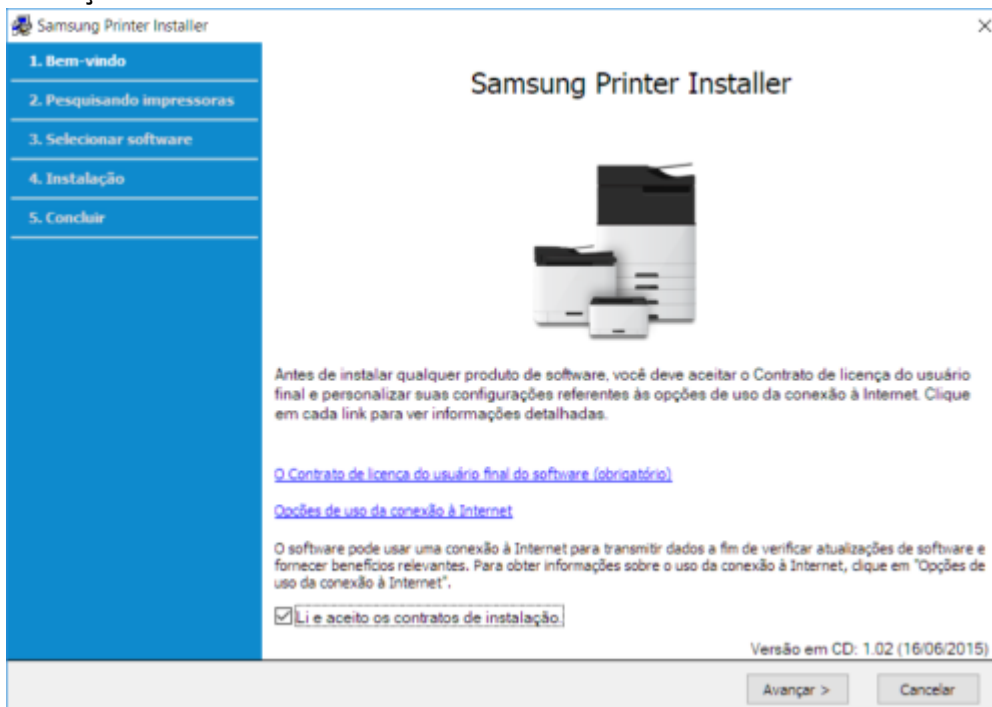 Samsung Printer Installer
1. Bem-vindo
2. Pesquisando impressoras
3. Selecionar software
4. Instalação
5. Concluir
Samsung Printer Installer
Antes de instalar qualquer produto de software, você deve aceitar o Contrato de licença do usuário
final e personalizar suas configurações referentes às opções de uso da conexão à Internet. Clique
em cada link para ver informações detalhadas.
O Contrato de licença do usuário final do software (obrigatório)
Opções de uso da conexão à Internet
O software pode usar uma conexão à Internet para transmitir dados a fim de verificar atualizações de software e
fornecer benefícios relevantes. Para obter informações sobre o uso da conexão à Internet, clique em "Opções de
uso da conexão à Internet".
Li e aceito os contratos de instalação.
Versão em CD: 1.02 (16/06/2015)
Avançar >
Cancelar